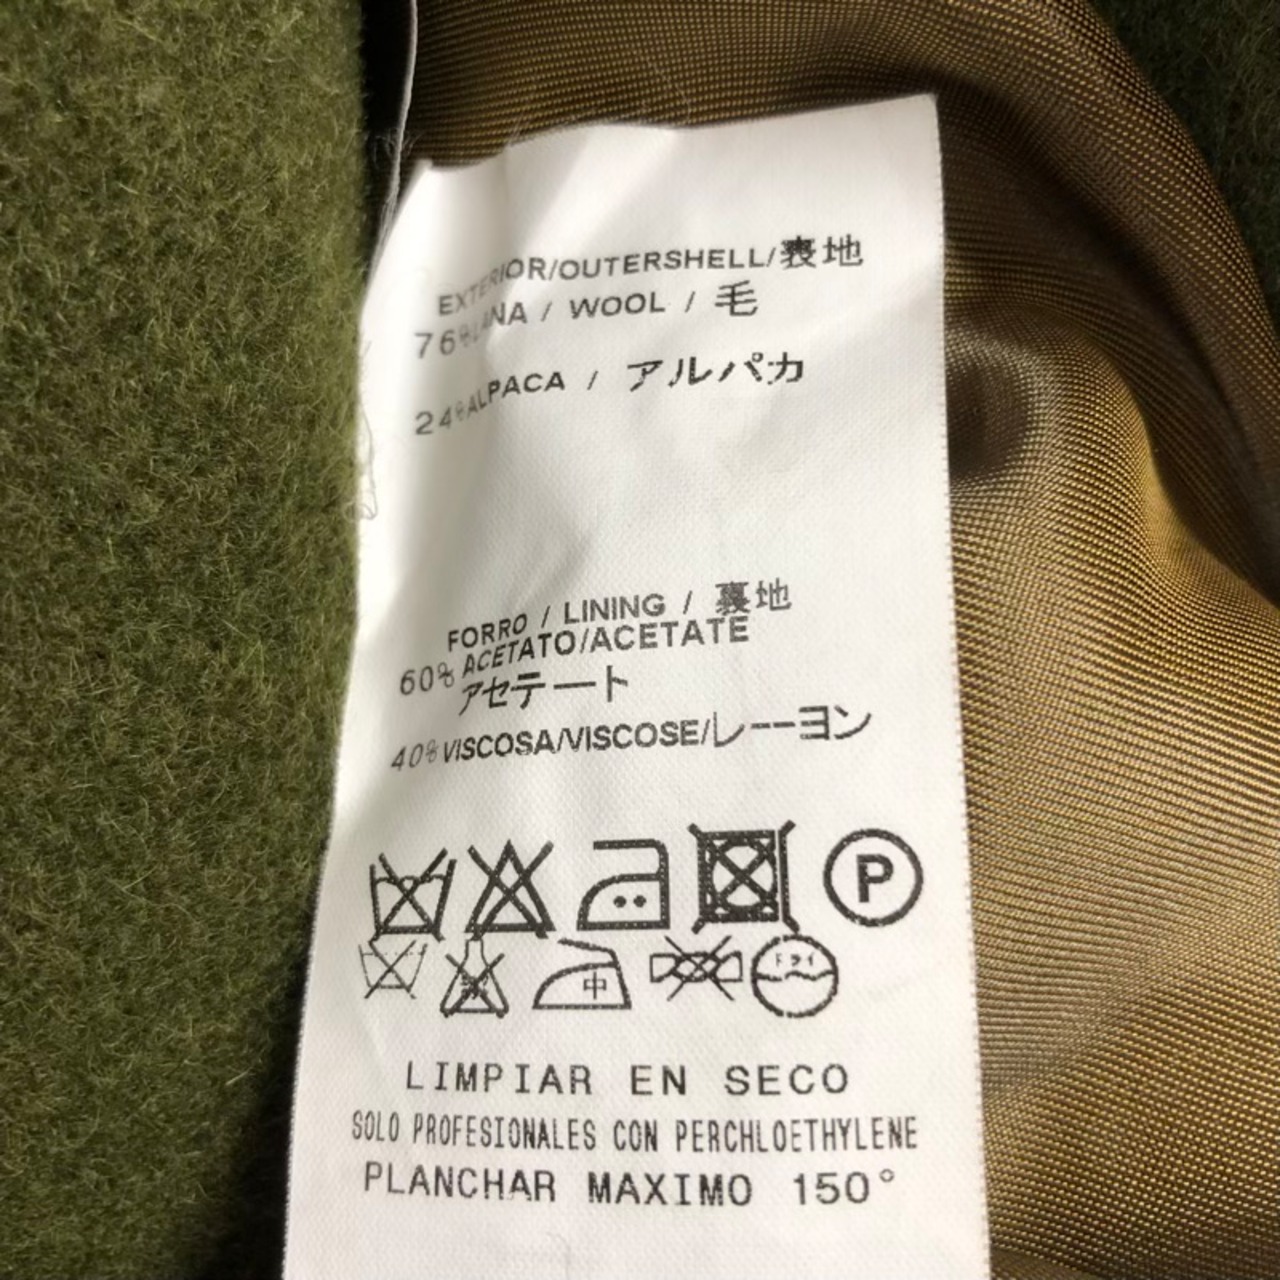 EXTERIOR/OUTERSHELL/表地
76%LANA / WOOL / 毛
24%ALPACA / アルパカ
FORRO / LINING / 裏地
60% ACETATO/ACETATE
アセテート
40% VISCOSA/VISCOSE/レーヨン
P
中 ドライ
LIMPIAR EN SECO
SOLO PROFESIONALES CON PERCHLOETHYLENE
PLANCHAR MAXIMO 150°